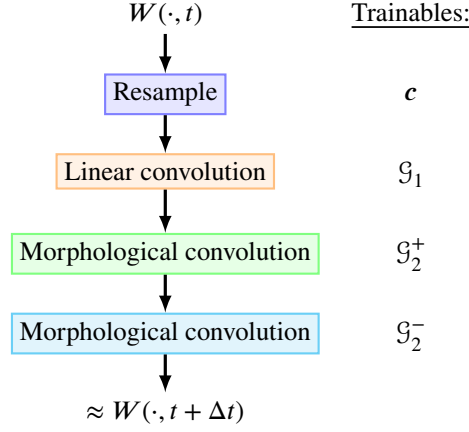 W(·, t) Trainables:
Resample c
Linear convolution 𝒢₁
Morphological convolution 𝒢₂⁺
Morphological convolution 𝒢₂⁻
≈ W(·, t + Δt)